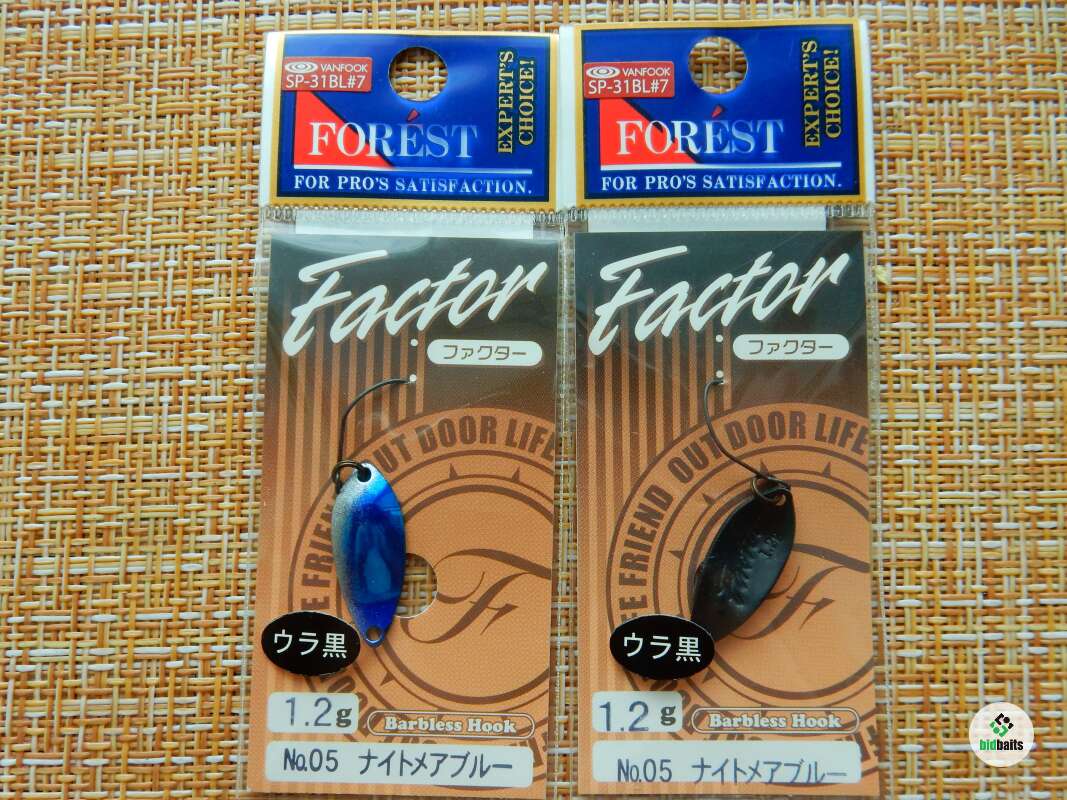 VANFOOK
SP-31BL#7
FORÉST
EXPERT'S
CHOICE!
FOR PRO'S SATISFACTION.
Factor
ファクター
OUT DOOR LIFE
FRIEND
ウラ黒
1.2g
Barbless Hook
No.05 ナイトメアブルー
VANFOOK
SP-31BL#7
FORÉST
EXPERT'S
CHOICE!
FOR PRO'S SATISFACTION.
Factor
ファクター
OUT DOOR LIFE
FRIEND
ウラ黒
1.2g
Barbless Hook
No.05 ナイトメアブルー
bidbaits